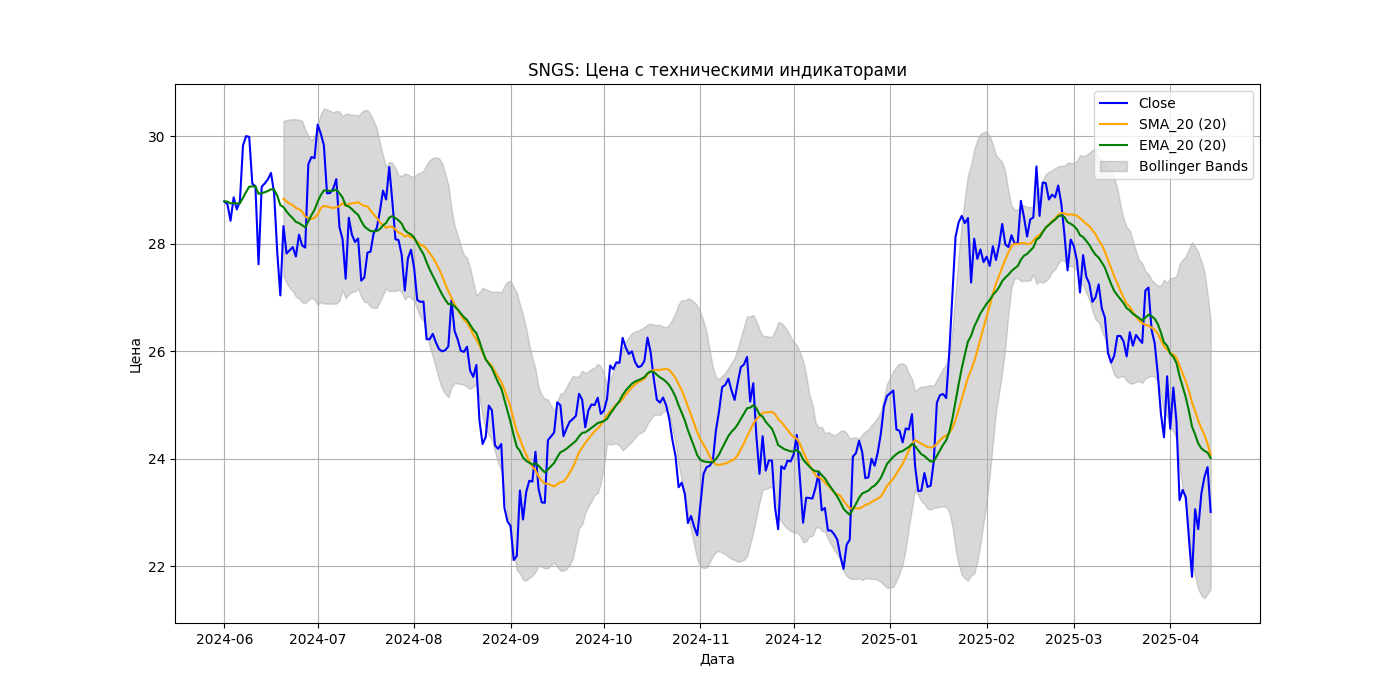 SNGS: Цена с техническими индикаторами
Close
SMA_20 (20)
EMA_20 (20)
Bollinger Bands
30
28
26
24
22
Цена
2024-06
2024-07
2024-08
2024-09
2024-10
2024-11
2024-12
2025-01
2025-02
2025-03
2025-04
Дата